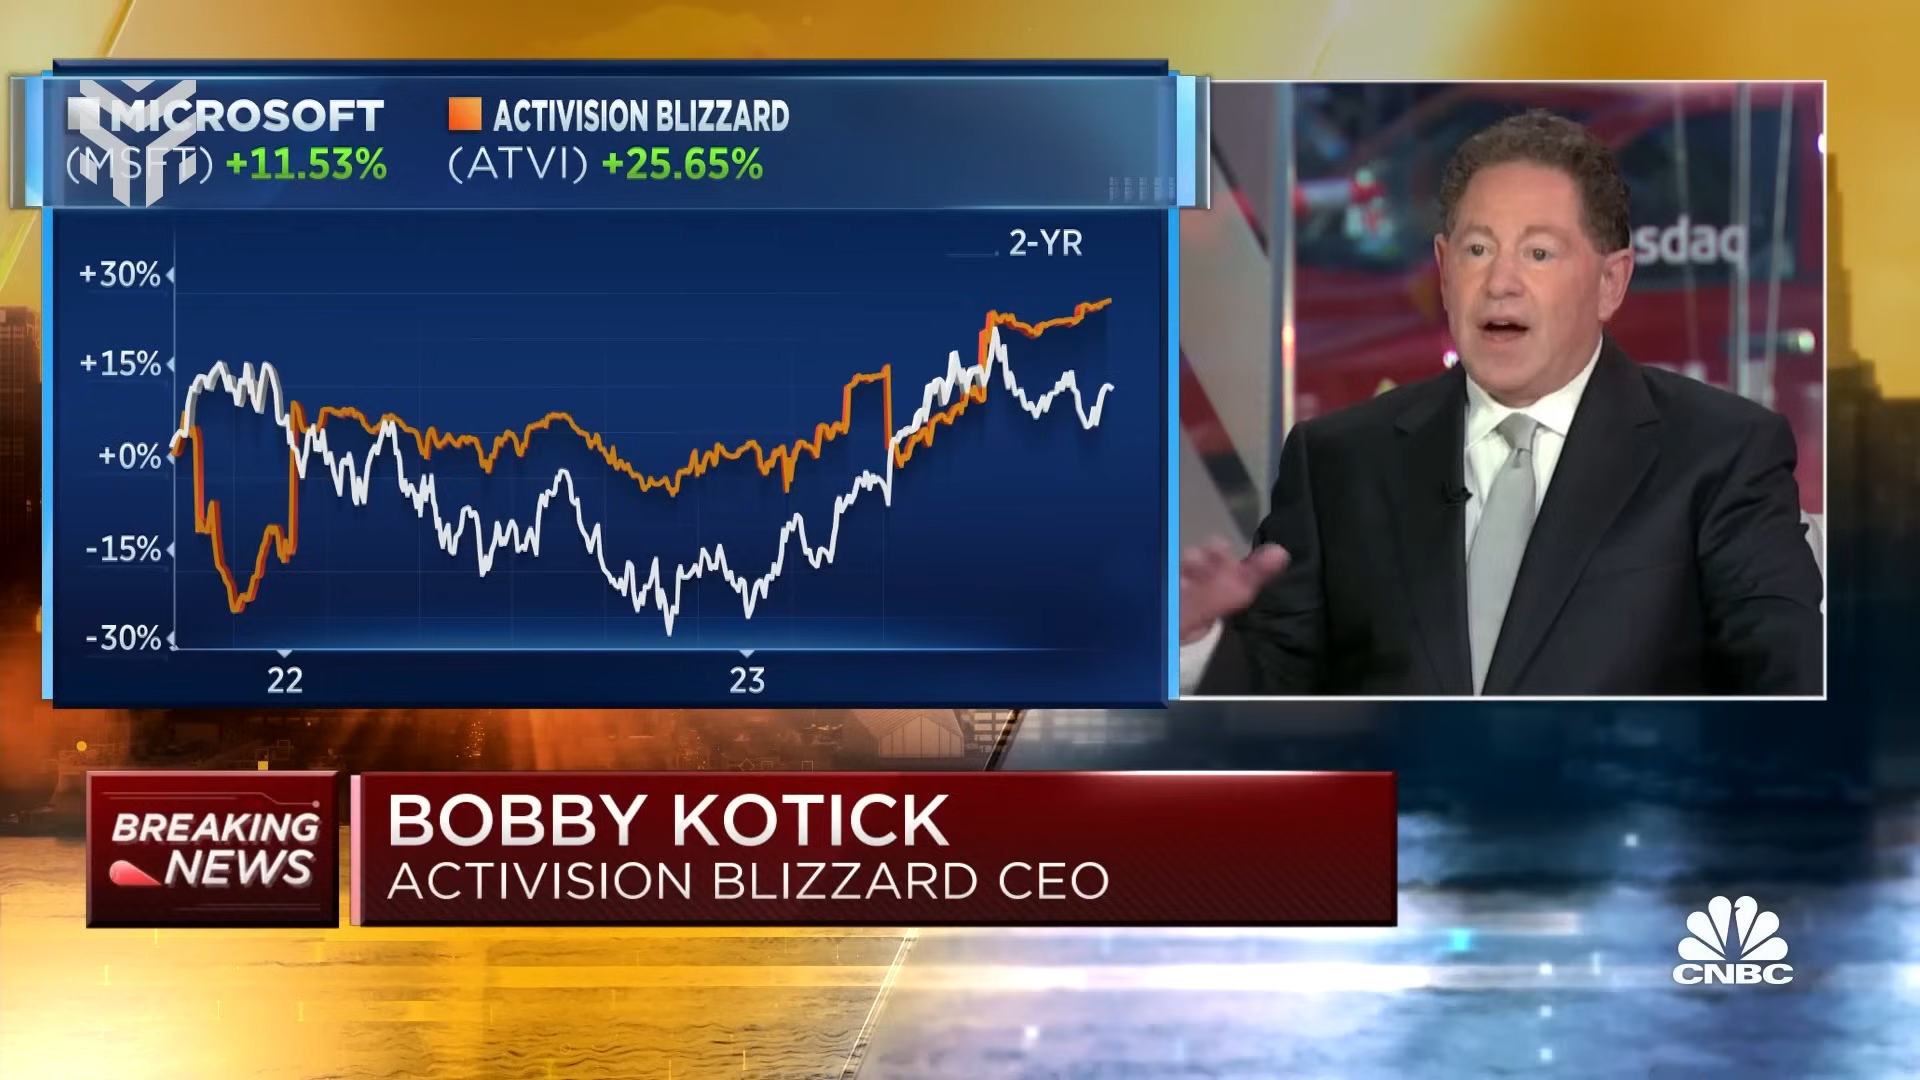 MICROSOFT
(MSFT) +11.53%
ACTIVISION BLIZZARD
(ATVI) +25.65%
2-YR
+30%
+15%
+0%
-15%
-30%
22
23
sdaq
BREAKING
NEWS
BOBBY KOTICK
ACTIVISION BLIZZARD CEO
CNBC